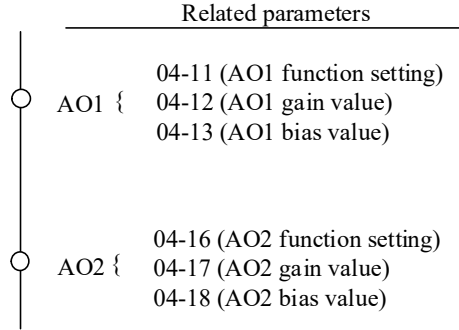 Related parameters
04-11 (AO1 function setting)
AO1 { 04-12 (AO1 gain value)
04-13 (AO1 bias value)
04-16 (AO2 function setting)
AO2 { 04-17 (AO2 gain value)
04-18 (AO2 bias value)